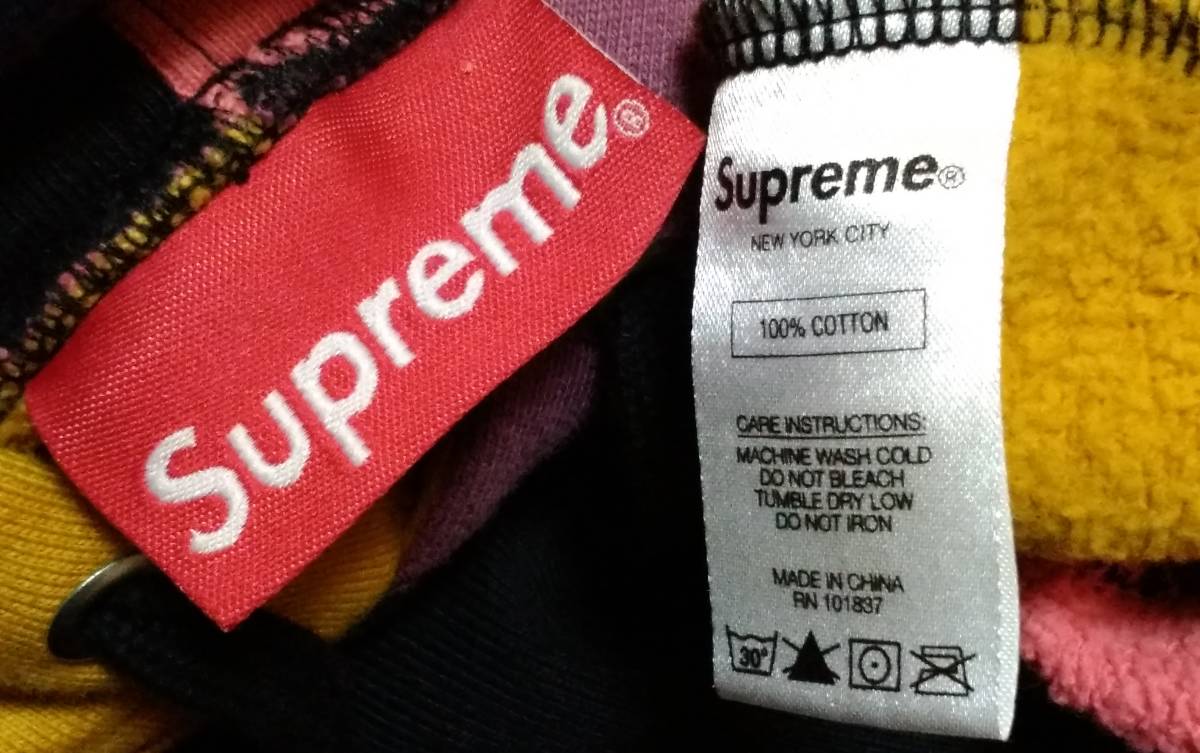 Supreme®
Supreme®
NEW YORK CITY
100% COTTON
CARE INSTRUCTIONS:
MACHINE WASH COLD
DO NOT BLEACH
TUMBLE DRY LOW
DO NOT IRON
MADE IN CHINA
RN 101837
30°